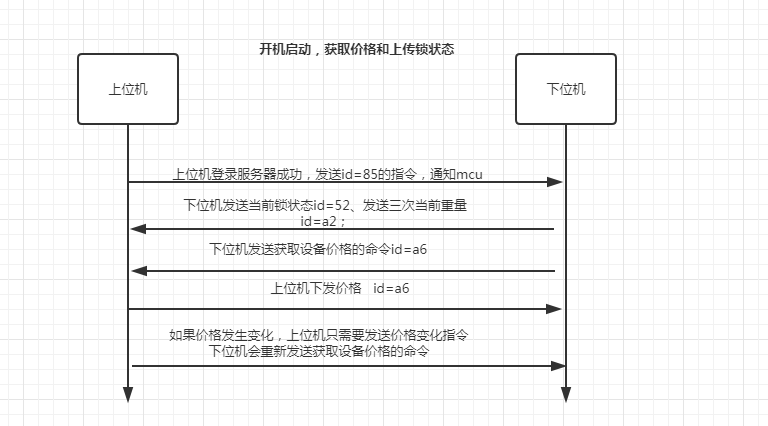 开机启动，获取价格和上传锁状态
上位机
下位机
上位机登录服务器成功，发送id=85的指令，通知mcu
下位机发送当前锁状态id=52、发送三次当前重量
id=a2；
下位机发送获取设备价格的命令id=a6
上位机下发价格 id=a6
如果价格发生变化，上位机只需要发送价格变化指令
下位机会重新发送获取设备价格的命令